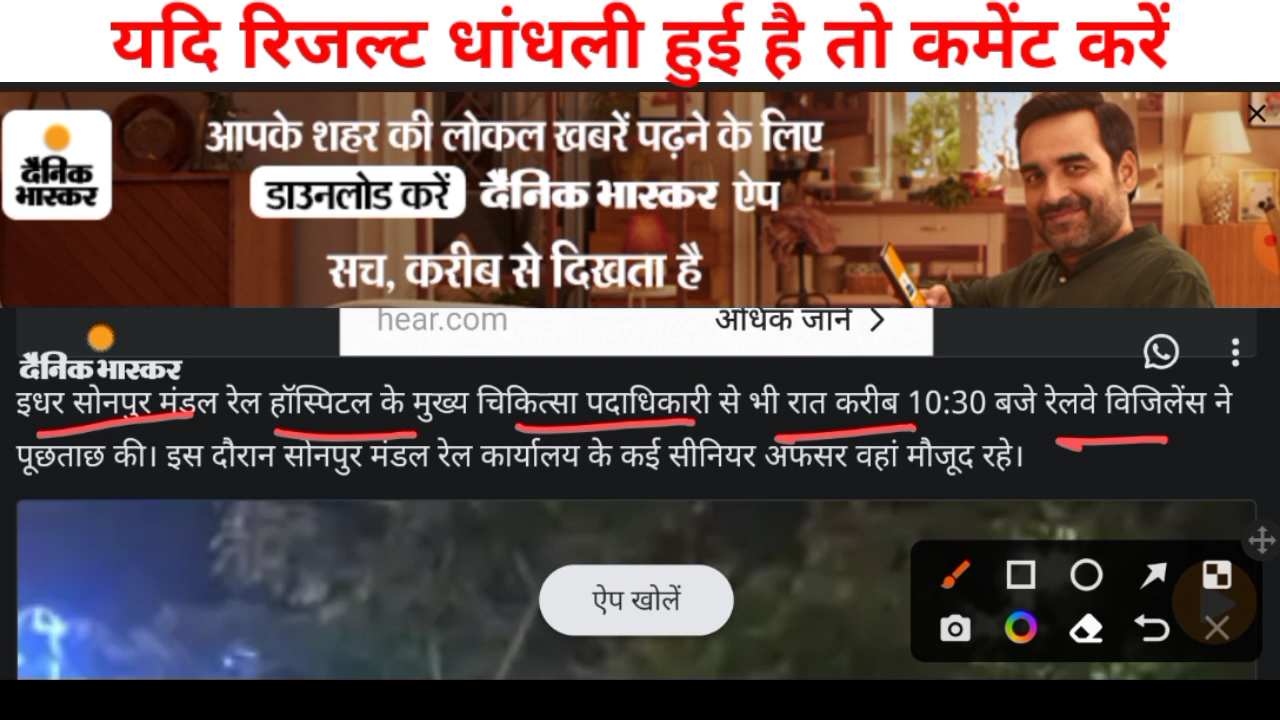 यदि रिजल्ट धांधली हुई है तो कमेंट करें
दैनिक
भास्कर
आपके शहर की लोकल खबरें पढ़ने के लिए
डाउनलोड करें दैनिक भास्कर ऐप
सच, करीब से दिखता है
hear.com
अधिक जानें
दैनिक भास्कर
इधर सोनपुर मंडल रेल हॉस्पिटल के मुख्य चिकित्सा पदाधिकारी से भी रात करीब 10:30 बजे रेलवे विजिलेंस ने
पूछताछ की। इस दौरान सोनपुर मंडल रेल कार्यालय के कई सीनियर अफसर वहां मौजूद रहे।
ऐप खोलें